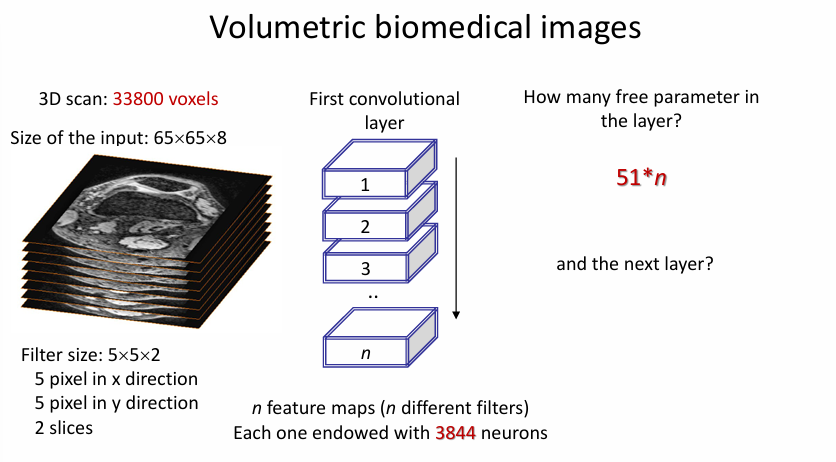 Volumetric biomedical images
3D scan: 33800 voxels
Size of the input: 65×65×8
Filter size: 5×5×2
5 pixel in x direction
5 pixel in y direction
2 slices
First convolutional
layer
1
2
3
..
n
n feature maps (n different filters)
Each one endowed with 3844 neurons
How many free parameter in
the layer?
51*n
and the next layer?